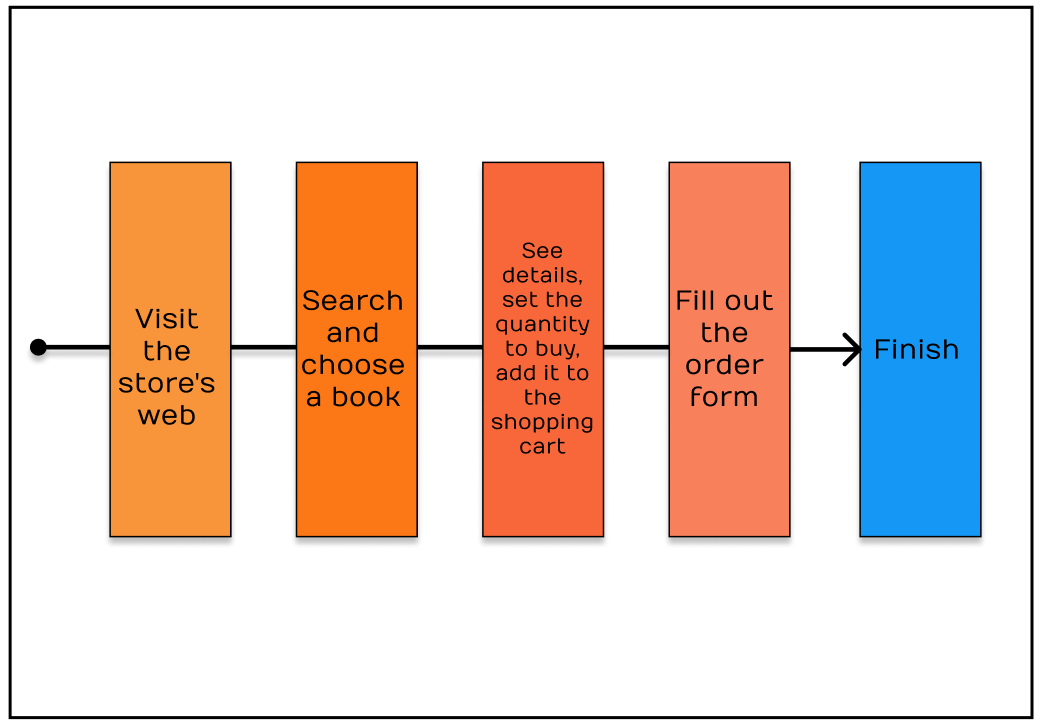 Visit
the
store's
web
Search
and
choose
a book
See
details,
set the
quantity
to buy,
add it to
the
shopping
cart
Fill out
the
order
form
Finish